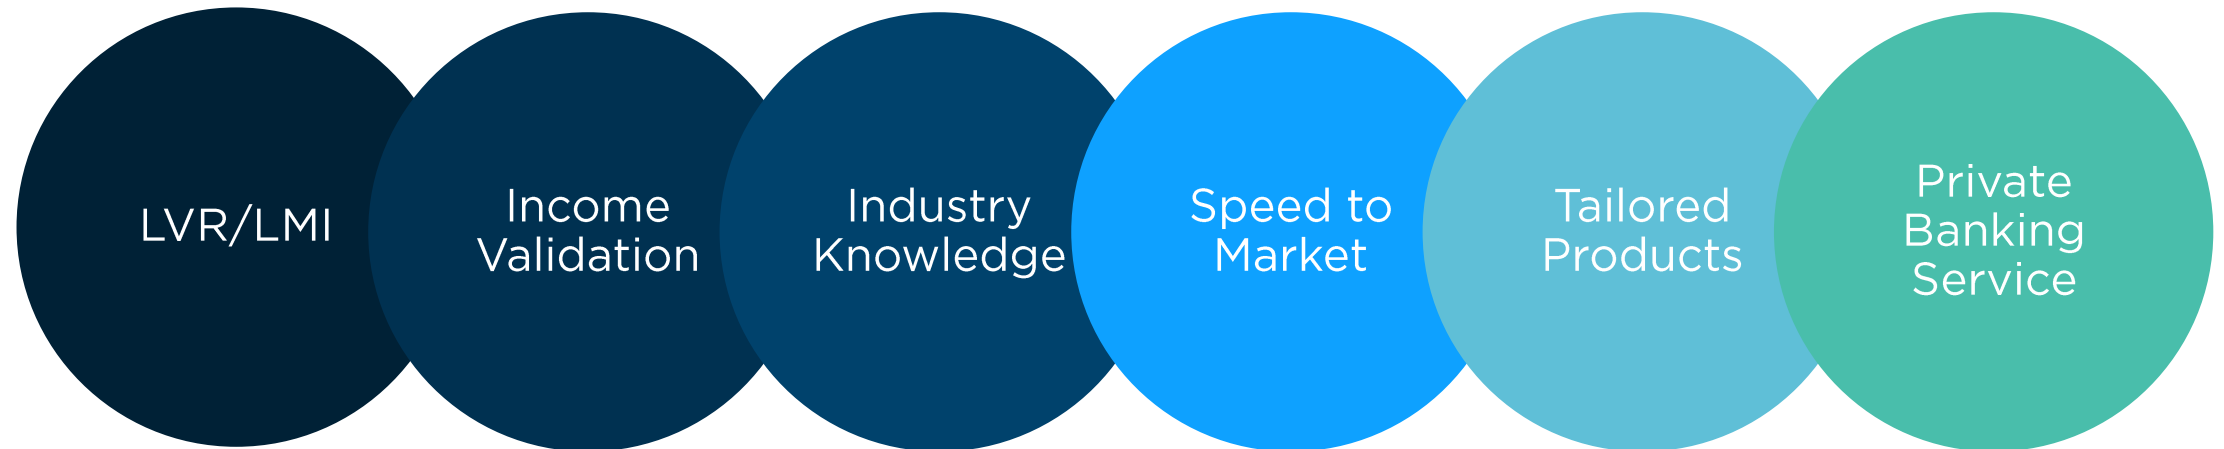 LVR/LMI
Income
Validation
Industry
Knowledge
Speed to
Market
Tailored
Products
Private
Banking
Service